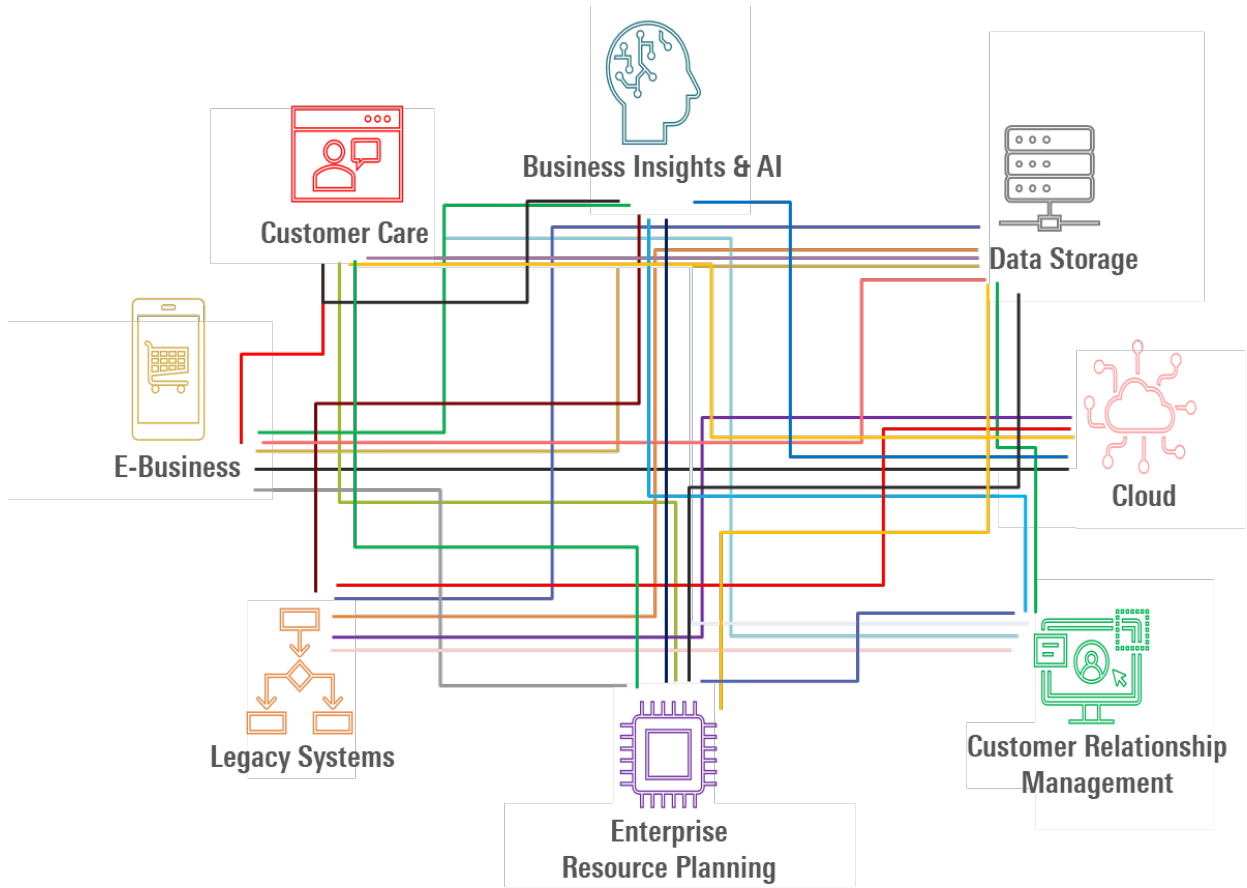 Business Insights & AI
Customer Care
Data Storage
E-Business
Cloud
Legacy Systems
Customer Relationship
Management
Enterprise
Resource Planning